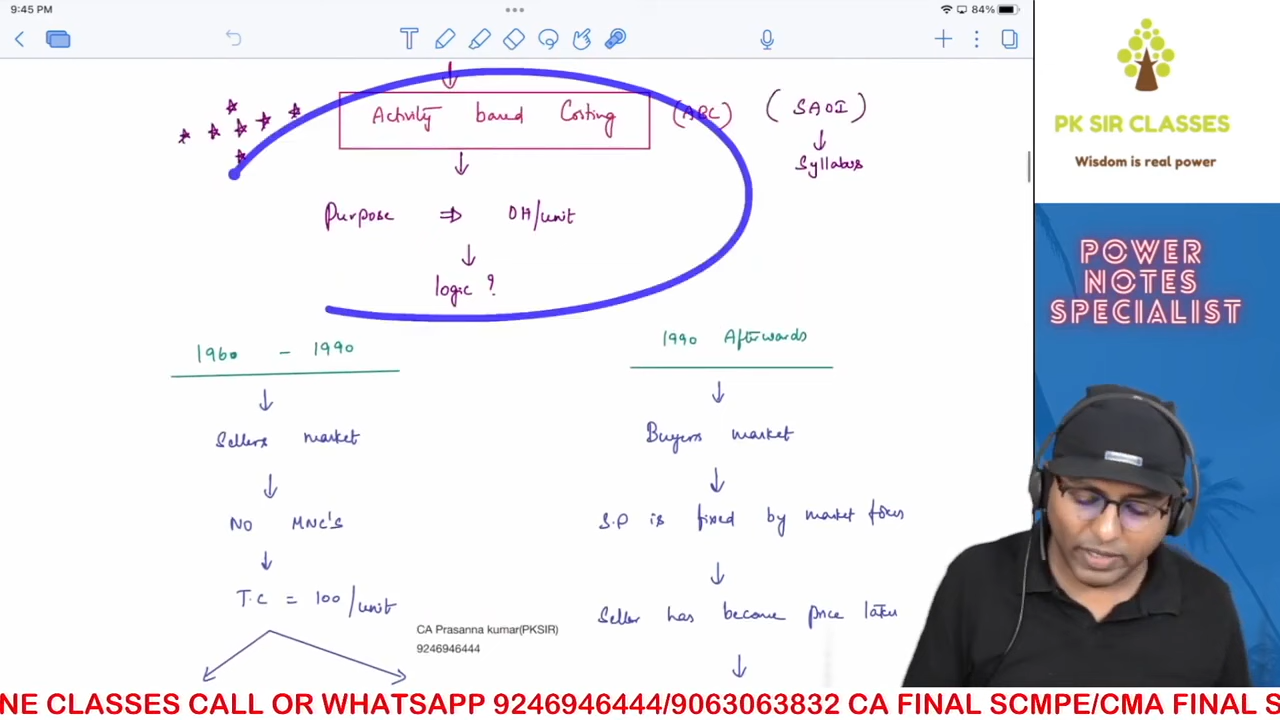 9:45 PM
84%
Activity based Costing (ABC) (SAOI)
Syllabus
Purpose ⇒ OH/unit
logic ?
1960 - 1990
1990 Afterwards
Sellers market
Buyers market
NO MNC's
S.P is fixed by market forces
T.C = 100/unit
Seller has become price taker
CA Prasanna kumar(PKSIR)
9246946444
PK SIR CLASSES
Wisdom is real power
POWER
NOTES
SPECIALIST
NE CLASSES CALL OR WHATSAPP 9246946444/9063063832 CA FINAL SCMPE/CMA FINAL S